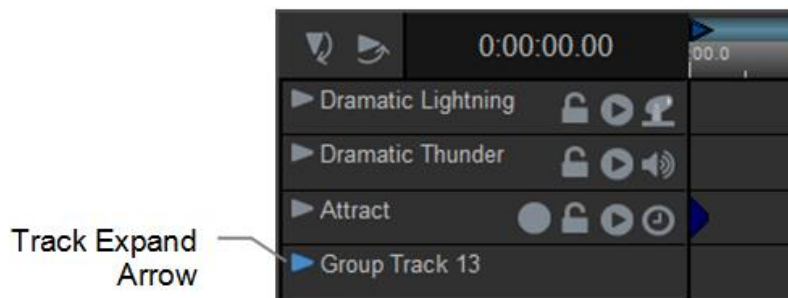 0:00:00.00
00.0
Dramatic Lightning
Dramatic Thunder
Attract
Track Expand
Arrow
Group Track 13